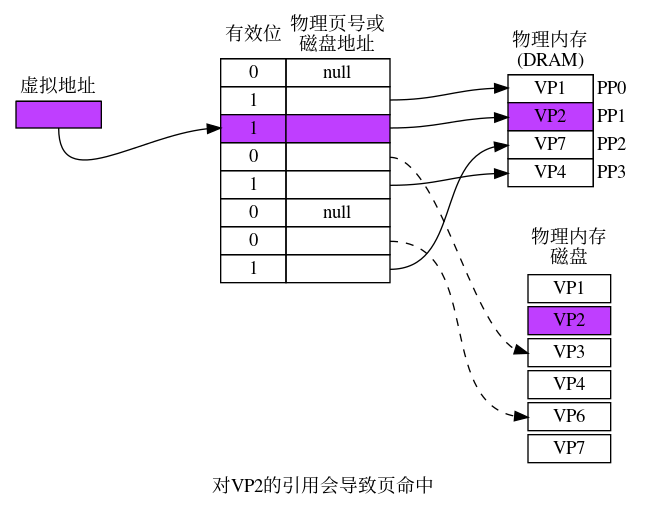 虚拟地址
有效位
物理页号或
磁盘地址
0 null
1
1
0
1
0 null
0
1
物理内存
(DRAM)
VP1 PP0
VP2 PP1
VP7 PP2
VP4 PP3
物理内存
磁盘
VP1
VP2
VP3
VP4
VP6
VP7
对VP2的引用会导致页命中